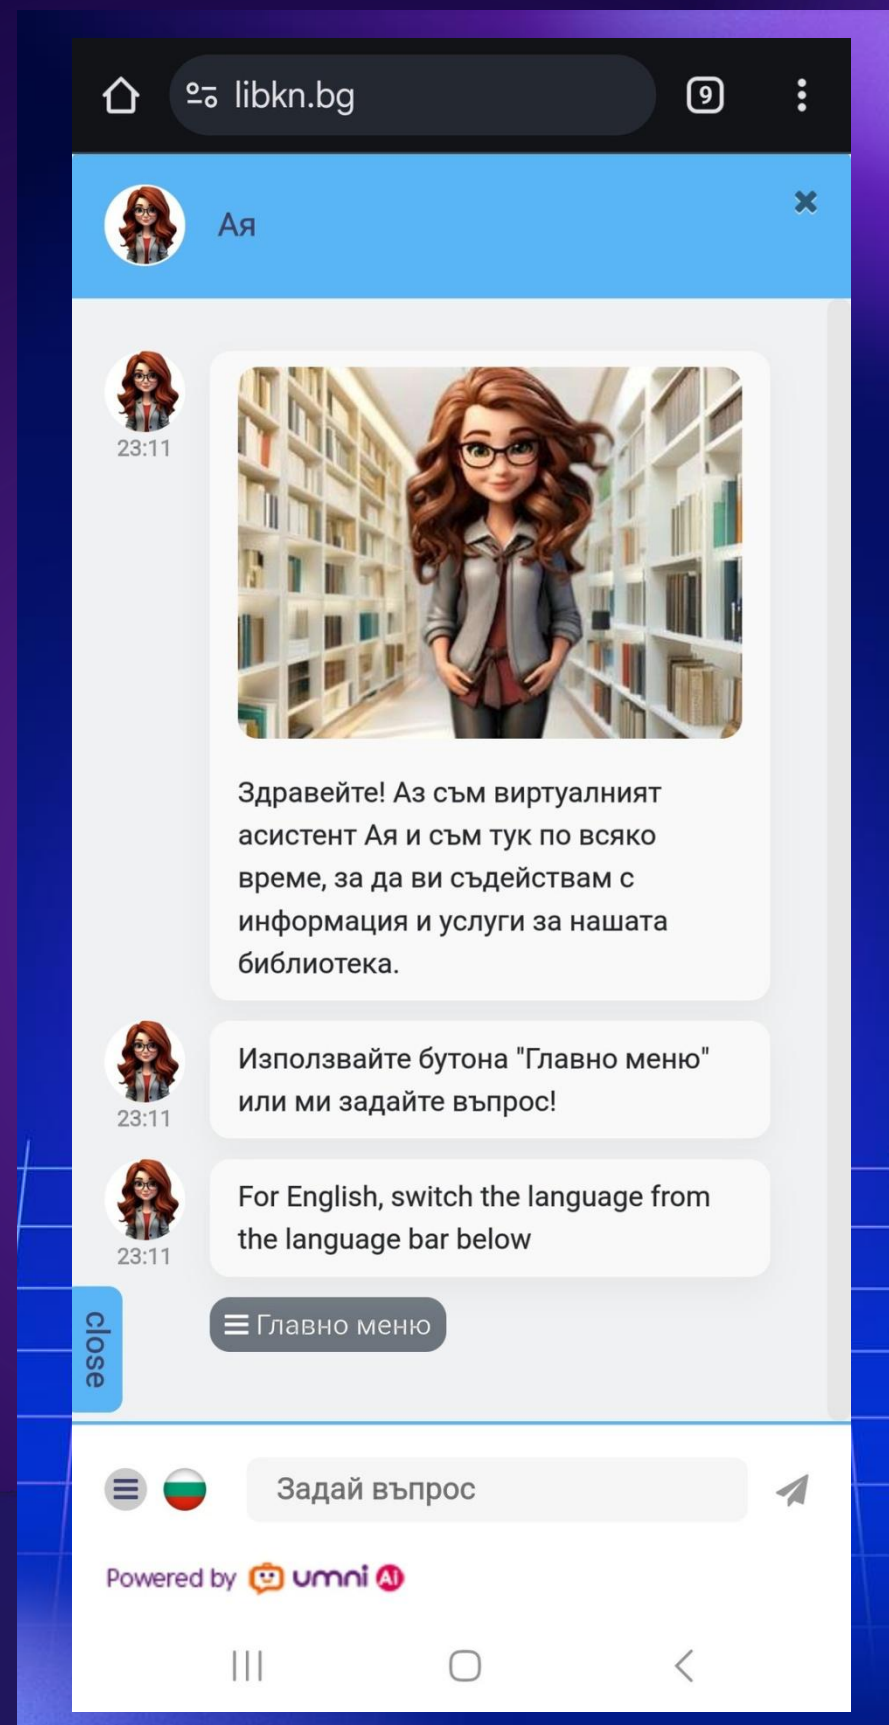 libkn.bg
9
Ая
23:11
Здравейте! Аз съм виртуалният
асистент Ая и съм тук по всяко
време, за да ви съдействам с
информация и услуги за нашата
библиотека.
Използвайте бутона "Главно меню"
или ми задайте въпрос!
23:11
For English, switch the language from
the language bar below
23:11
close
Главно меню
Задай въпрос
Powered by umni AI